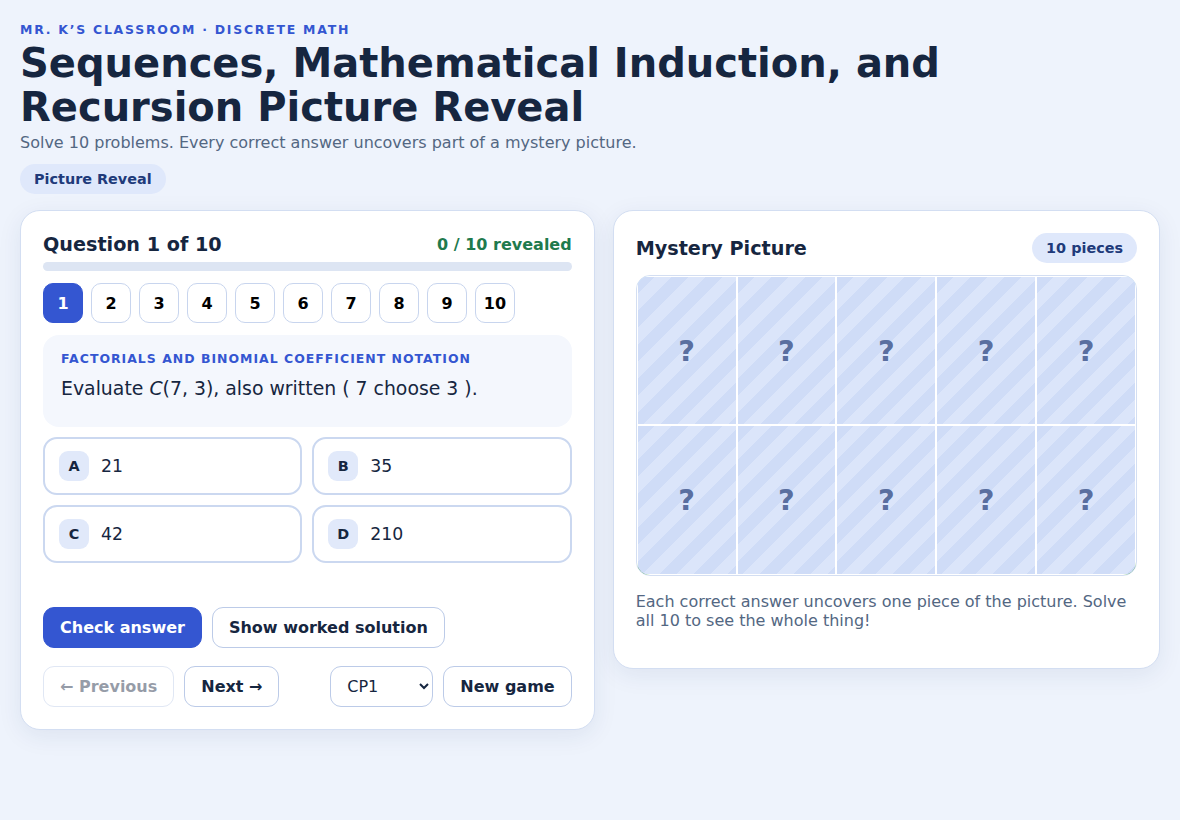 MR. K’S CLASSROOM · DISCRETE MATH
Sequences, Mathematical Induction, and
Recursion Picture Reveal
Solve 10 problems. Every correct answer uncovers part of a mystery picture.
Picture Reveal
Question 1 of 10
0 / 10 revealed
1 2 3 4 5 6 7 8 9 10
FACTORIALS AND BINOMIAL COEFFICIENT NOTATION
Evaluate C(7, 3), also written ( 7 choose 3 ).
A 21
B 35
C 42
D 210
Check answer
Show worked solution
← Previous
Next →
CP1
New game
Mystery Picture
10 pieces
? ? ? ? ?
? ? ? ? ?
Each correct answer uncovers one piece of the picture. Solve
all 10 to see the whole thing!